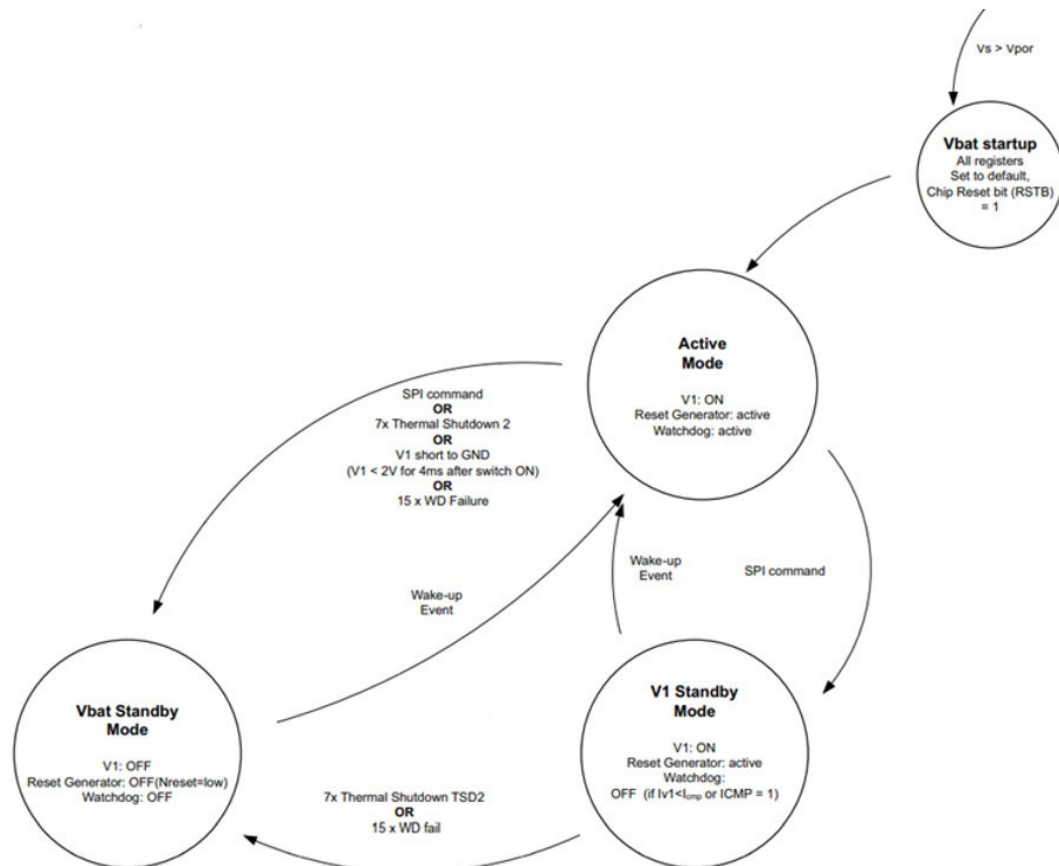 Vs > Vpor
Vbat startup
All registers
Set to default,
Chip Reset bit (RSTB)
= 1
Active
Mode
V1: ON
Reset Generator: active
Watchdog: active
SPI command
OR
7x Thermal Shutdown 2
OR
V1 short to GND
(V1 < 2V for 4ms after switch ON)
OR
15 x WD Failure
Wake-up
Event
Wake-up
Event
SPI command
Vbat Standby
Mode
V1: OFF
Reset Generator: OFF(Nreset=low)
Watchdog: OFF
V1 Standby
Mode
V1: ON
Reset Generator: active
Watchdog:
OFF (if Iv1<Icmp or ICMP = 1)
7x Thermal Shutdown TSD2
OR
15 x WD fail